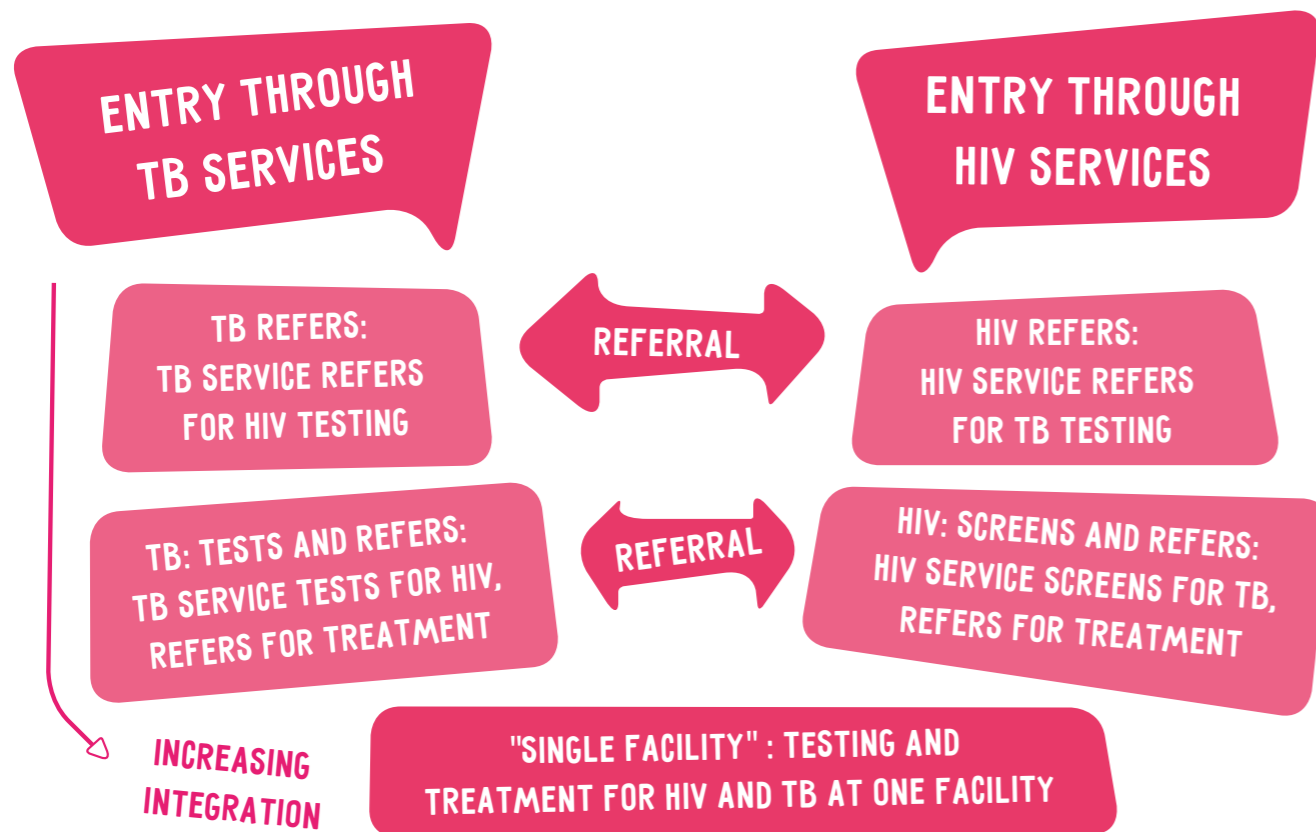 ENTRY THROUGH
TB SERVICES
ENTRY THROUGH
HIV SERVICES
TB REFERS:
TB SERVICE REFERS
FOR HIV TESTING
REFERRAL
HIV REFERS:
HIV SERVICE REFERS
FOR TB TESTING
TB: TESTS AND REFERS:
TB SERVICE TESTS FOR HIV,
REFERS FOR TREATMENT
REFERRAL
HIV: SCREENS AND REFERS:
HIV SERVICE SCREENS FOR TB,
REFERS FOR TREATMENT
INCREASING
INTEGRATION
"SINGLE FACILITY" : TESTING AND
TREATMENT FOR HIV AND TB AT ONE FACILITY